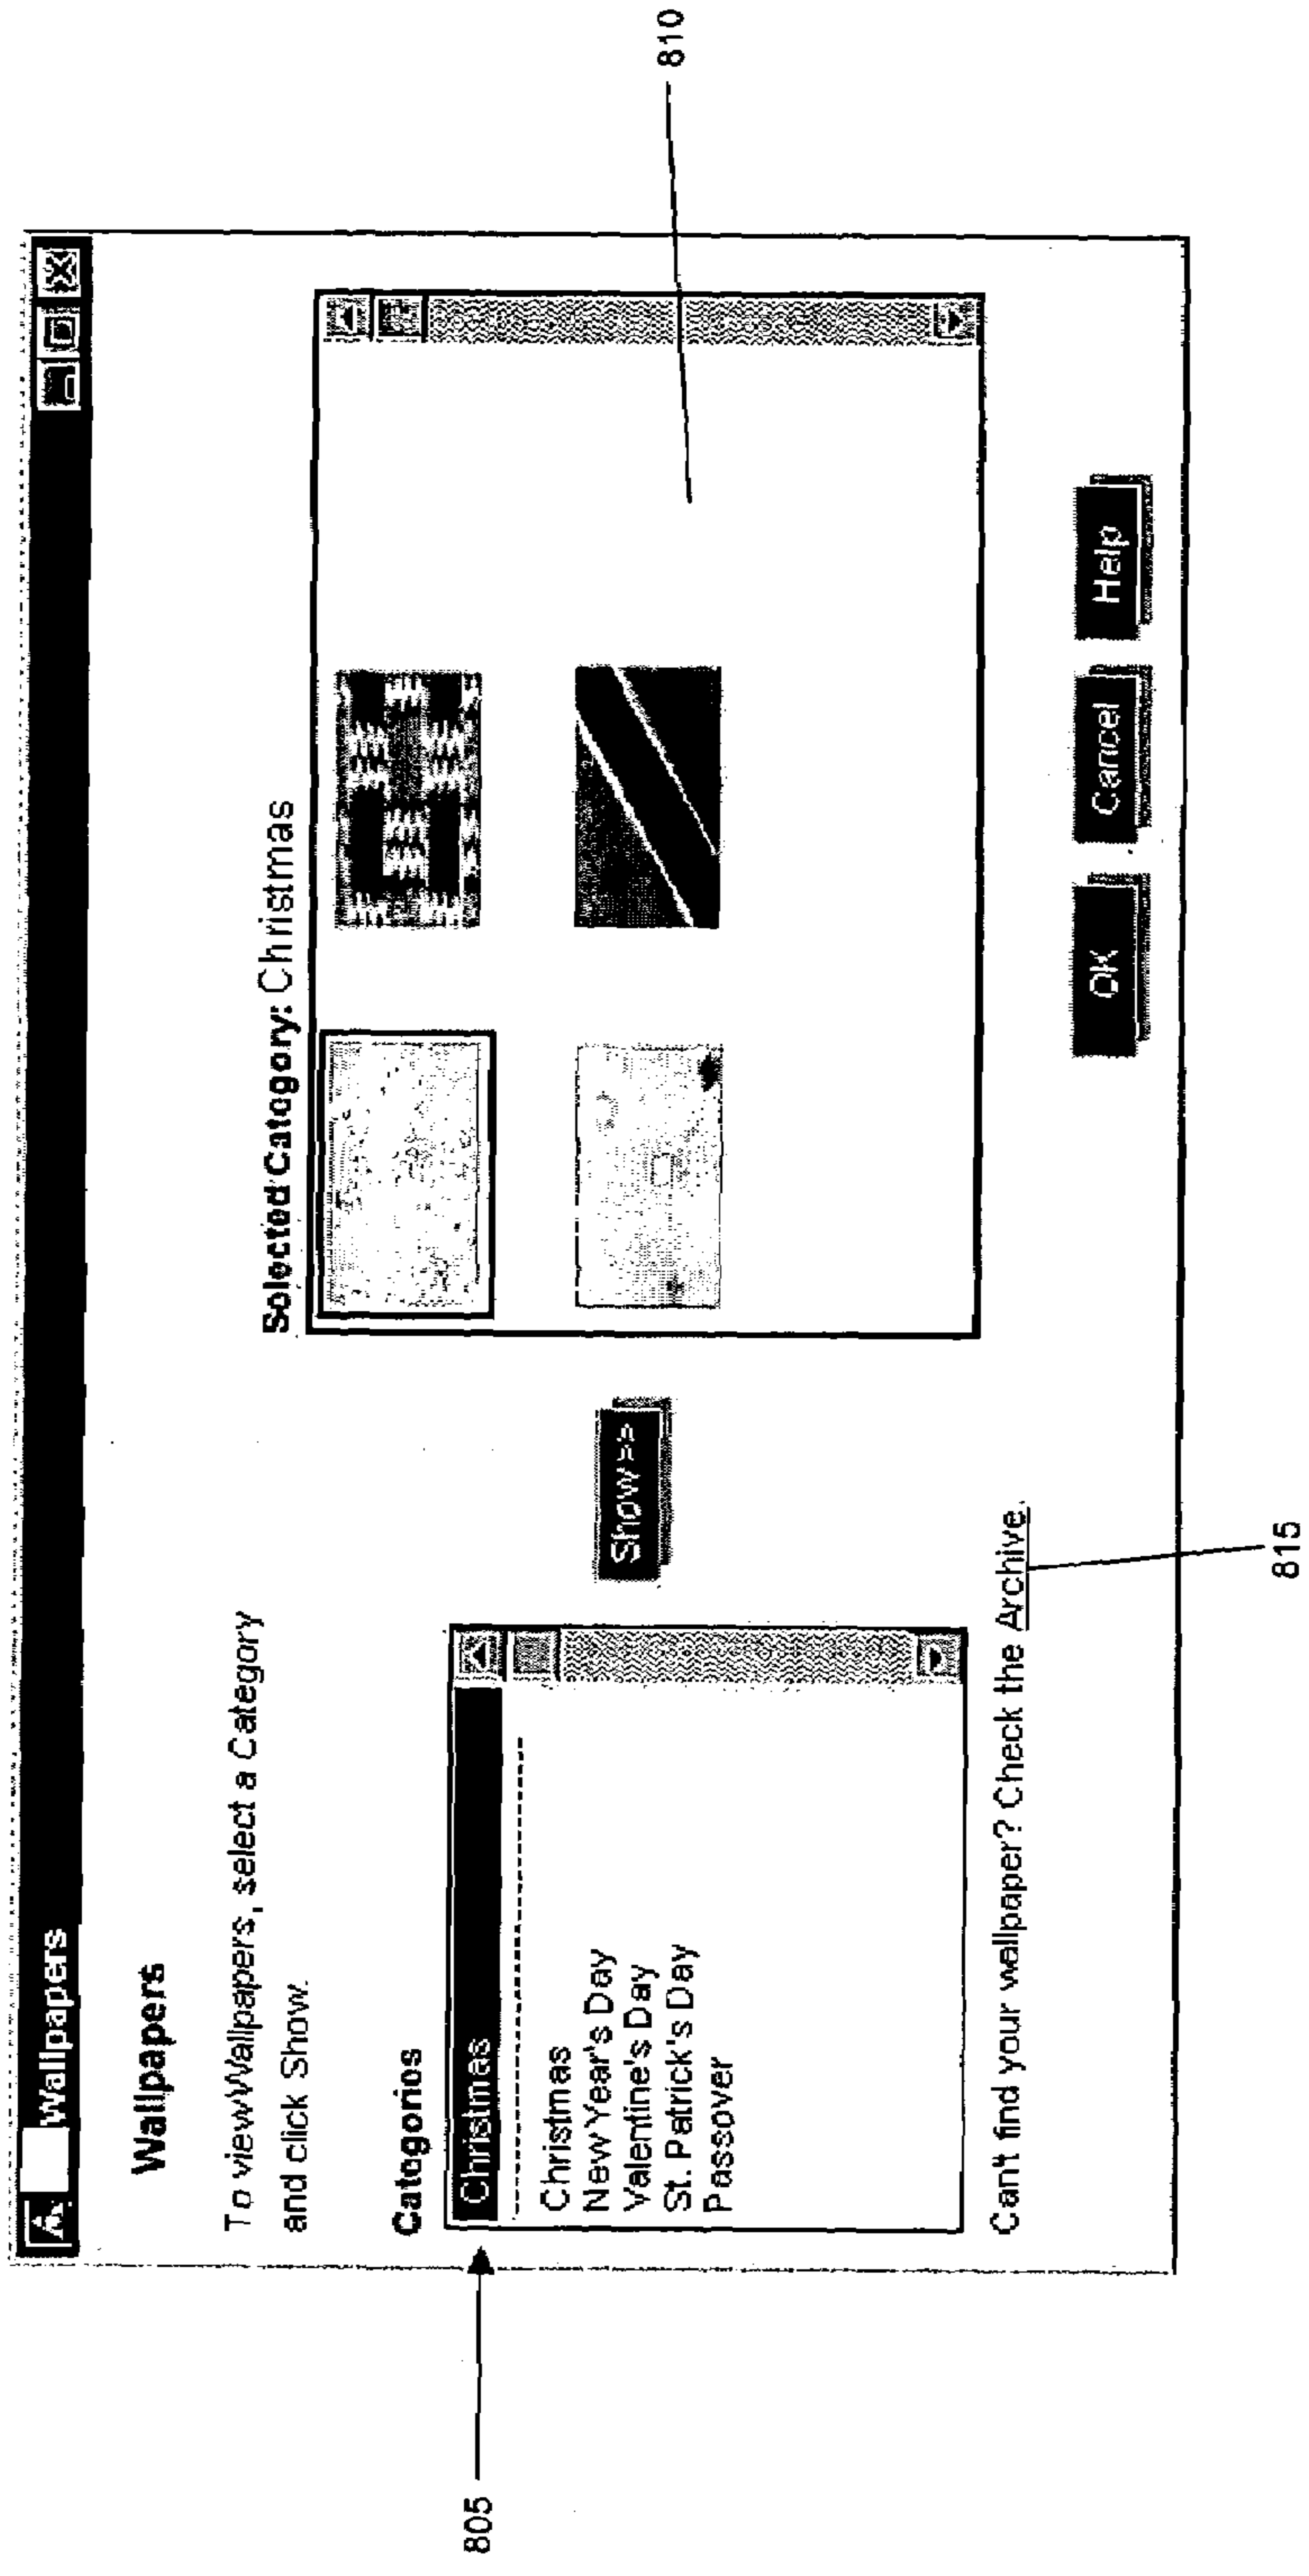 Wallpapers
Wallpapers
To view Wallpapers, select a Category
and click Show.
Categories
Christmas
Christmas
New Year's Day
Valentine's Day
St. Patrick's Day
Passover
Can't find your wallpaper? Check the Archive.
Show >>
Selected Category: Christmas
OK
Cancel
Help
805
810
815